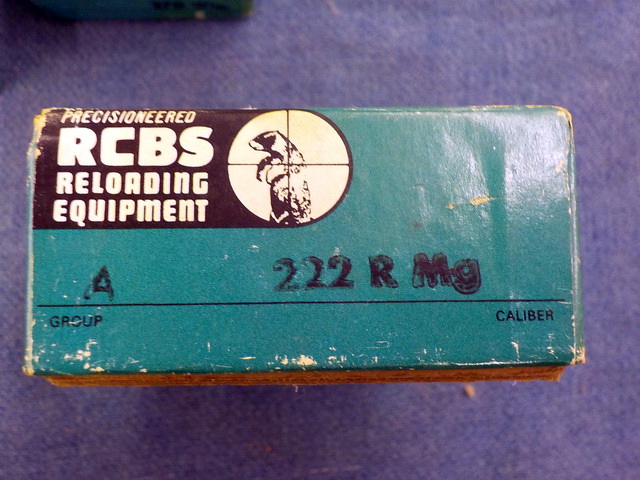 PRECISIONEERED
RCBS
RELOADING
EQUIPMENT
A 222 R Mg
GROUP CALIBER